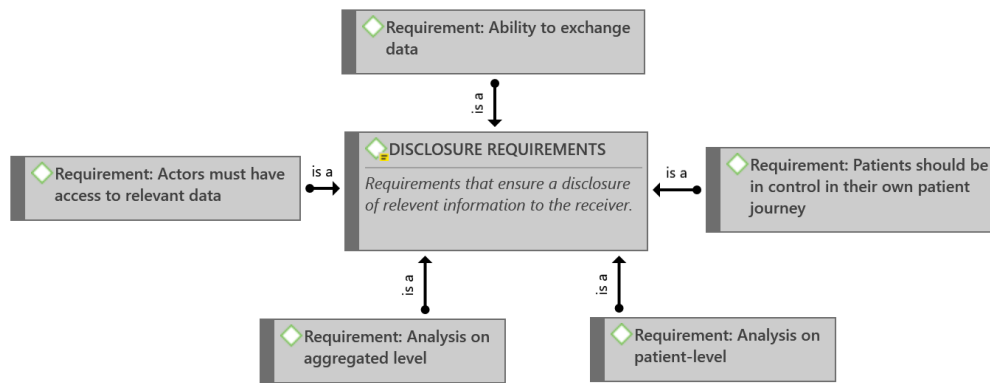 Requirement: Ability to exchange
data
is a
DISCLOSURE REQUIREMENTS
Requirements that ensure a disclosure
of relevent information to the receiver.
Requirement: Actors must have
access to relevant data
is a
Requirement: Patients should be
in control in their own patient
journey
is a
is a
is a
Requirement: Analysis on
aggregated level
Requirement: Analysis on
patient-level